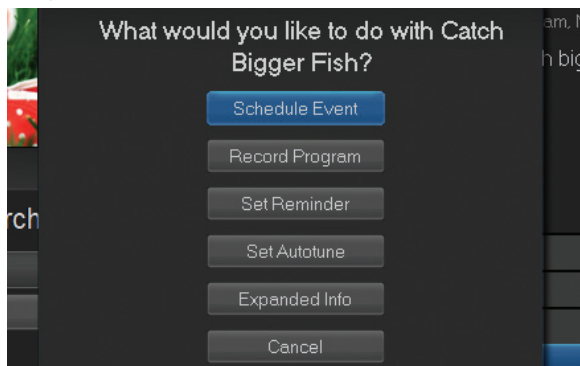 What would you like to do with Catch
Bigger Fish?
Schedule Event
Record Program
Set Reminder
Set Autotune
Expanded Info
Cancel